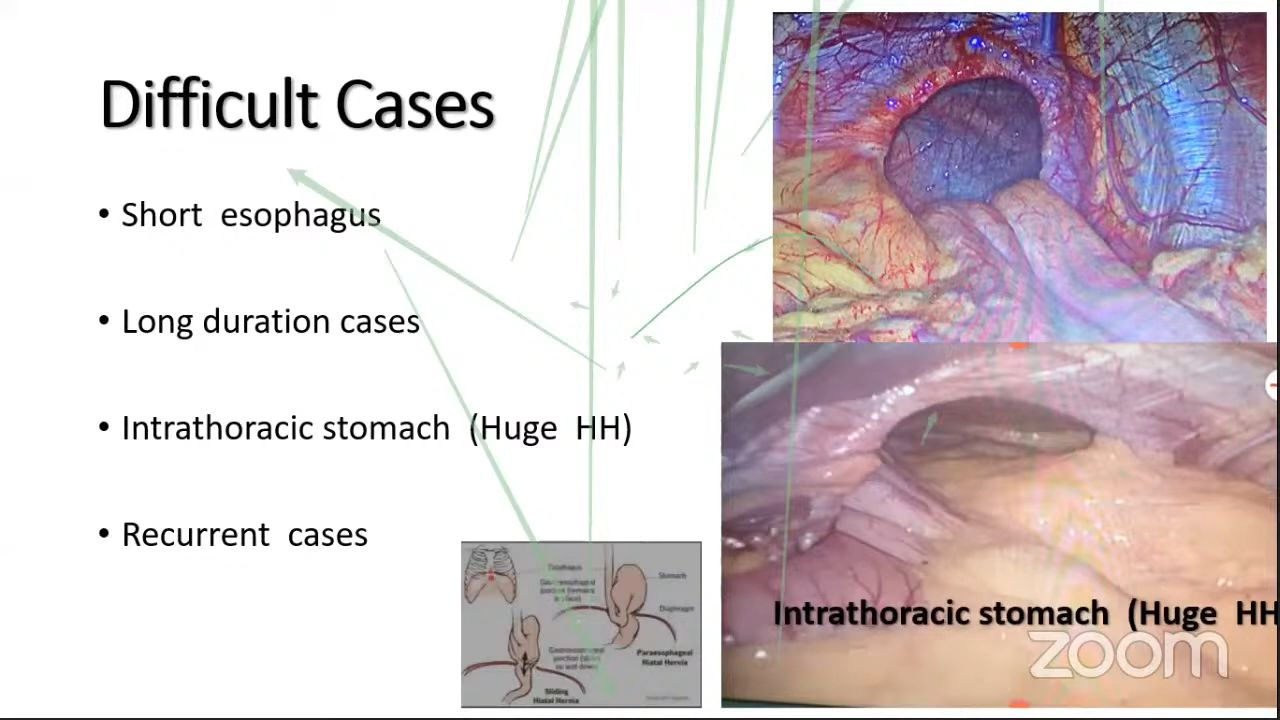 Difficult Cases
• Short esophagus
• Long duration cases
• Intrathoracic stomach (Huge HH)
• Recurrent cases
Esophagus
Stomach
Diaphragm
Paraesophageal
Hiatal Hernia
Sliding
Hiatal Hernia
Intrathoracic stomach (Huge HH
zoom